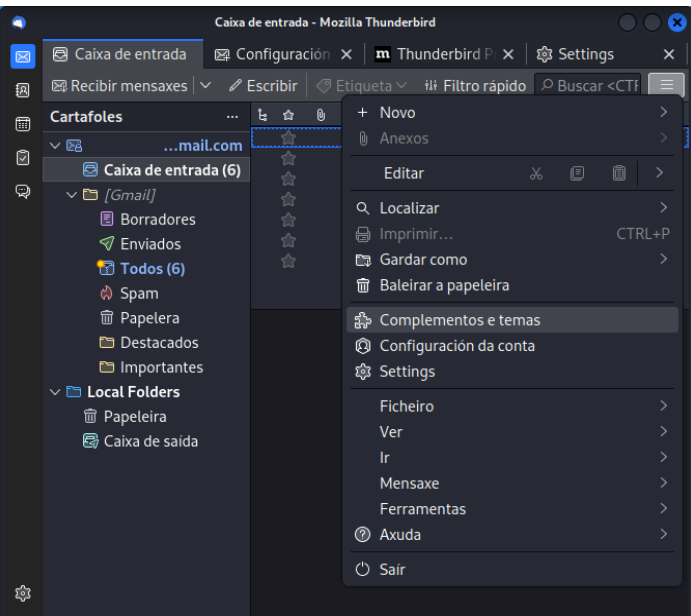 Caixa de entrada - Mozilla Thunderbird
Caixa de entrada
Configuración
Thunderbird P
Settings
Recibir mensaxes
Escribir
Etiqueta
Filtro rápido
Buscar <CTR
Cartafoles
...mail.com
Caixa de entrada (6)
[Gmail]
Borradores
Enviados
Todos (6)
Spam
Papelera
Destacados
Importantes
Local Folders
Papeleira
Caixa de saída
Novo
Anexos
Editar
Localizar
Imprimir... CTRL+P
Gardar como
Baleirar a papeleira
Complementos e temas
Configuración da conta
Settings
Ficheiro
Ver
Ir
Mensaxe
Ferramentas
Axuda
Saír